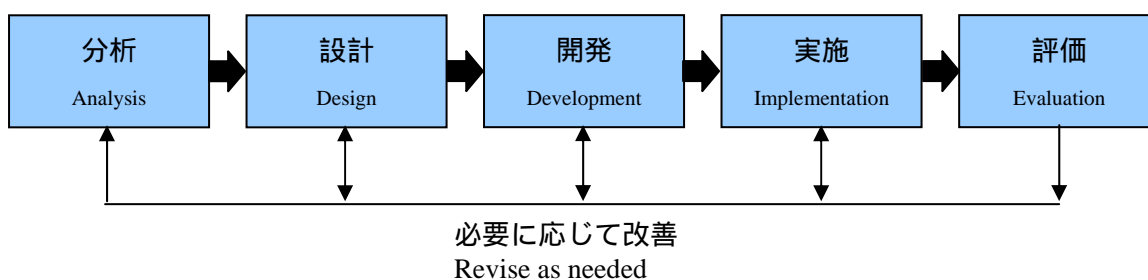 分析
Analysis
設計
Design
開発
Development
実施
Implementation
評価
Evaluation
必要に応じて改善
Revise as needed